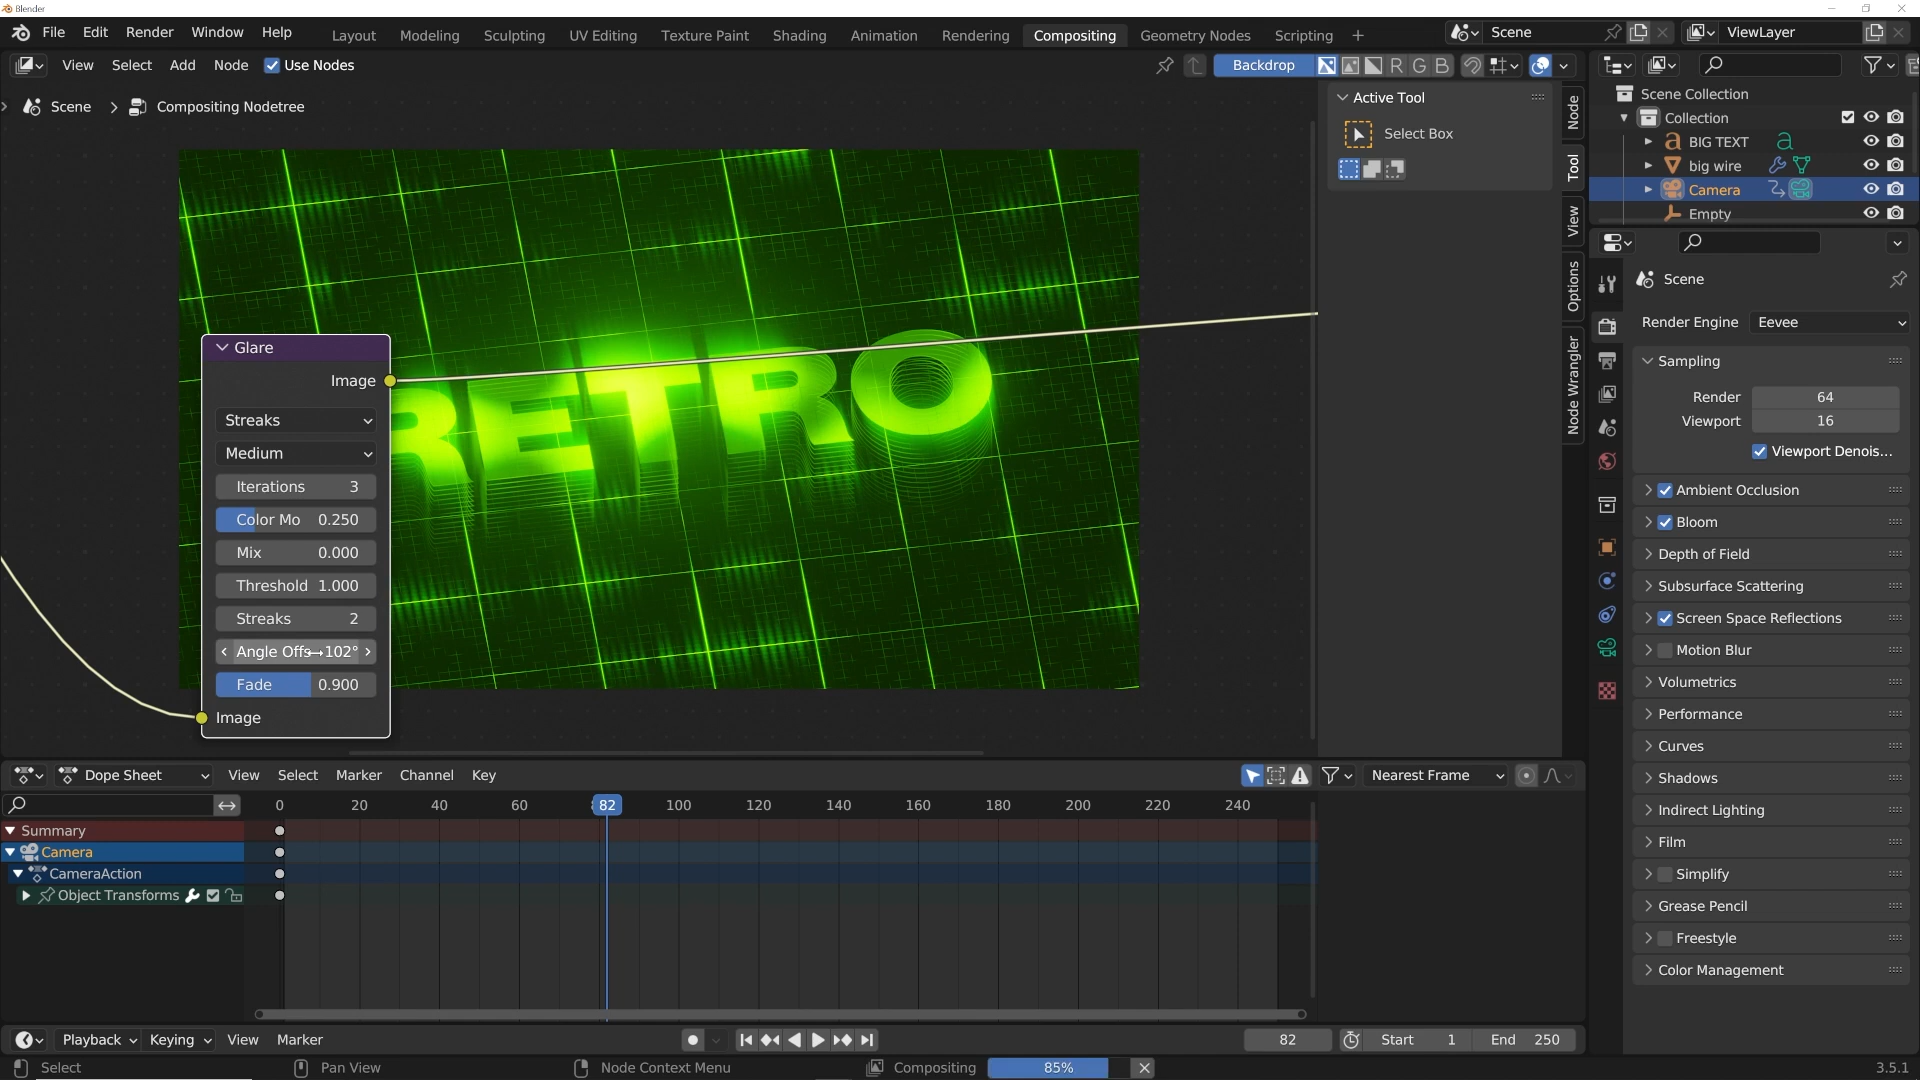 Blender
File Edit Render Window Help
Layout Modeling Sculpting UV Editing Texture Paint Shading Animation Rendering Compositing Geometry Nodes Scripting
Scene
ViewLayer
View Select Add Node Use Nodes
Backdrop
R G B
Scene Compositing Nodetree
Active Tool
Select Box
Node
Tool
View
Options
Node Wrangler
Scene Collection
Collection
BIG TEXT
big wire
Camera
Empty
Scene
Render Engine Eevee
Sampling
Render 64
Viewport 16
Viewport Denois...
Ambient Occlusion
Bloom
Depth of Field
Subsurface Scattering
Screen Space Reflections
Motion Blur
Volumetrics
Performance
Curves
Shadows
Indirect Lighting
Film
Simplify
Grease Pencil
Freestyle
Color Management
RETRO
Glare
Image
Streaks
Medium
Iterations 3
Color Mo 0.250
Mix 0.000
Threshold 1.000
Streaks 2
Angle Offs 102°
Fade 0.900
Image
Dope Sheet View Select Marker Channel Key
Nearest Frame
0 20 40 60 82 100 120 140 160 180 200 220 240
Summary
Camera
CameraAction
Object Transforms
Playback Keying View Marker
82 Start 1 End 250
Select Pan View Node Context Menu Compositing 85% 3.5.1